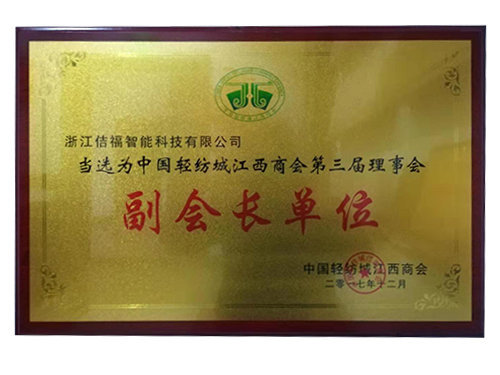 浙江佶福智能科技有限公司
当选为中国轻纺城江西商会第三届理事会
副会长单位
中国轻纺城江西商会
二零一七年十二月